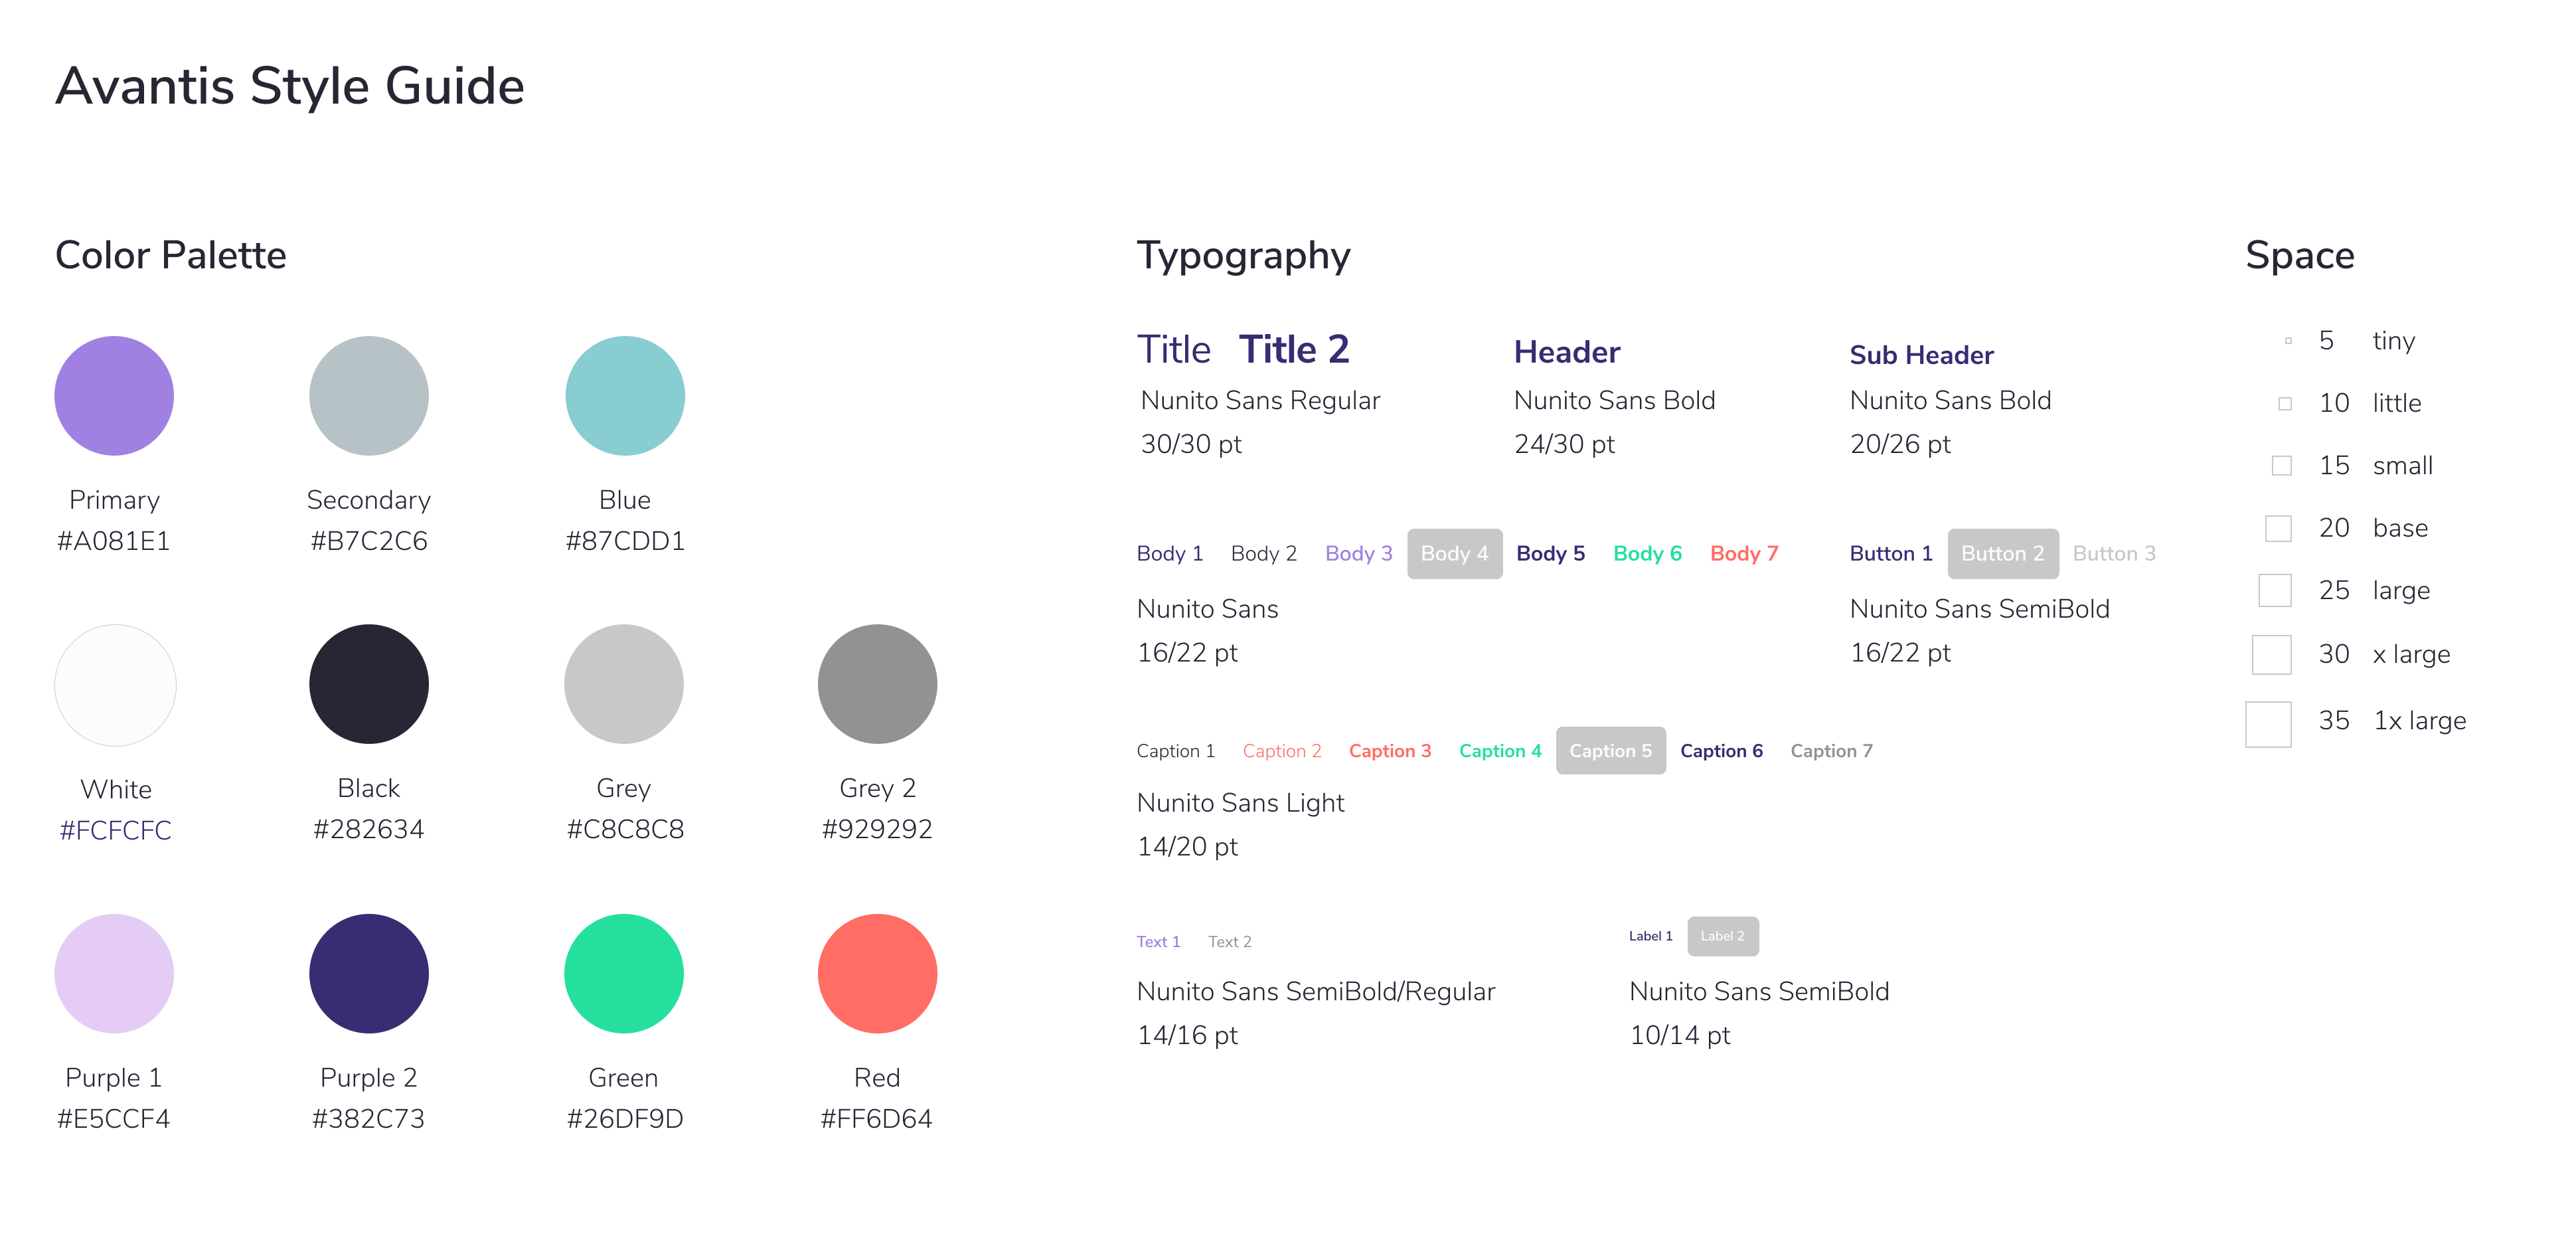 Avantis Style Guide
Color Palette
Primary
#A081E1
Secondary
#B7C2C6
Blue
#87CDD1
White
#FCFCFC
Black
#282634
Grey
#C8C8C8
Grey 2
#929292
Purple 1
#E5CCF4
Purple 2
#382C73
Green
#26DF9D
Red
#FF6D64
Typography
Title Title 2
Nunito Sans Regular
30/30 pt
Header
Nunito Sans Bold
24/30 pt
Sub Header
Nunito Sans Bold
20/26 pt
Body 1 Body 2 Body 3 Body 4 Body 5 Body 6 Body 7
Nunito Sans
16/22 pt
Button 1 Button 2 Button 3
Nunito Sans SemiBold
16/22 pt
Caption 1 Caption 2 Caption 3 Caption 4 Caption 5 Caption 6 Caption 7
Nunito Sans Light
14/20 pt
Text 1 Text 2
Nunito Sans SemiBold/Regular
14/16 pt
Label 1 Label 2
Nunito Sans SemiBold
10/14 pt
Space
5 tiny
10 little
15 small
20 base
25 large
30 x large
35 1x large